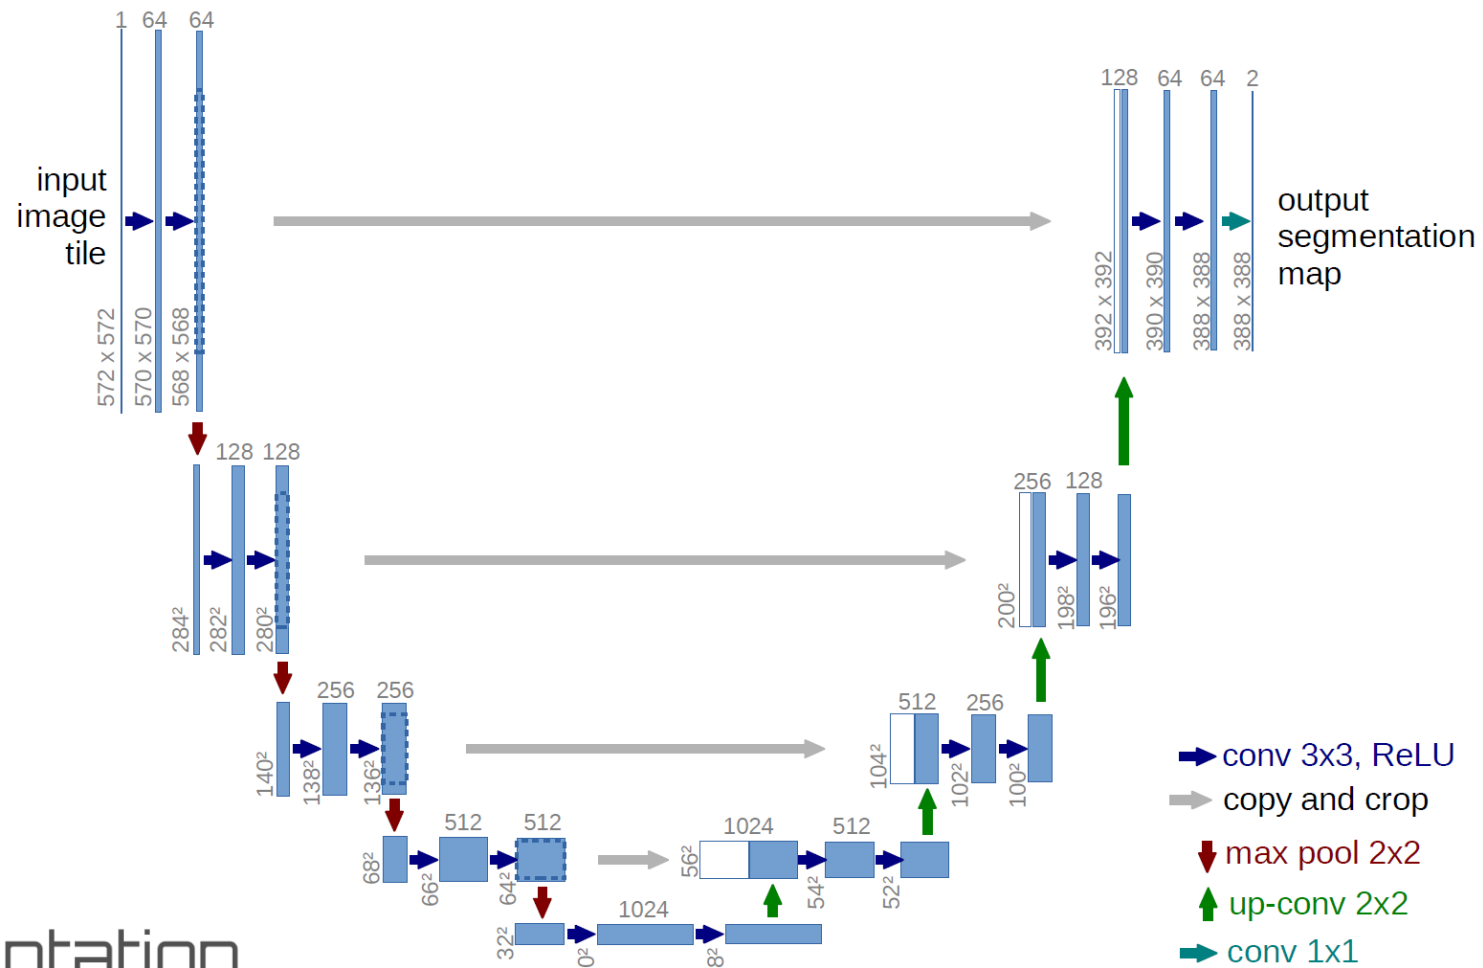 1 64 64
input
image
tile
572 x 572
570 x 570
568 x 568
128 64 64 2
392 x 392
390 x 390
388 x 388
388 x 388
output
segmentation
map
128 128
284²
282²
280²
256 128
200²
198²
196²
256 256
140²
138²
136²
512 256
104²
102²
100²
512 512
68²
66²
64²
1024 512
56²
54²
52²
1024
32²
0²
8²
conv 3x3, ReLU
copy and crop
max pool 2x2
up-conv 2x2
conv 1x1
ntation